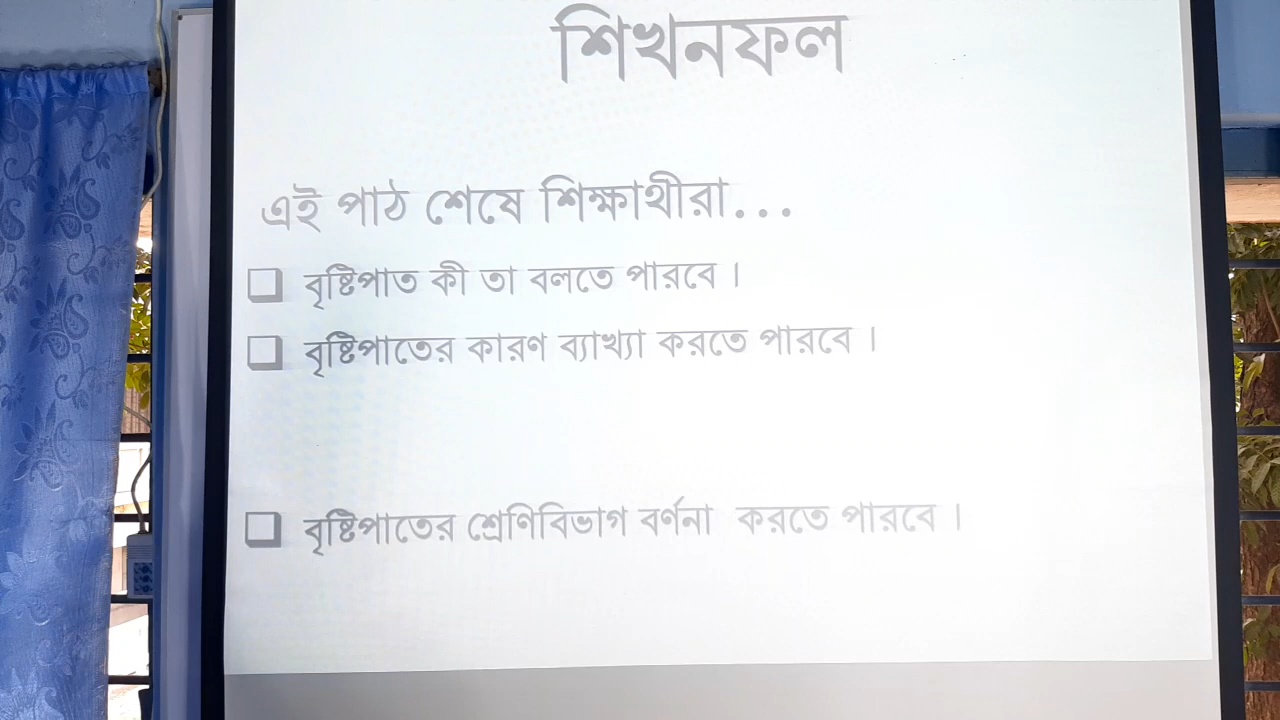 শিখনফল
এই পাঠ শেষে শিক্ষার্থীরা...
বৃষ্টিপাত কী তা বলতে পারবে ।
বৃষ্টিপাতের কারণ ব্যাখ্যা করতে পারবে ।
বৃষ্টিপাতের শ্রেণিবিভাগ বর্ণনা করতে পারবে ।